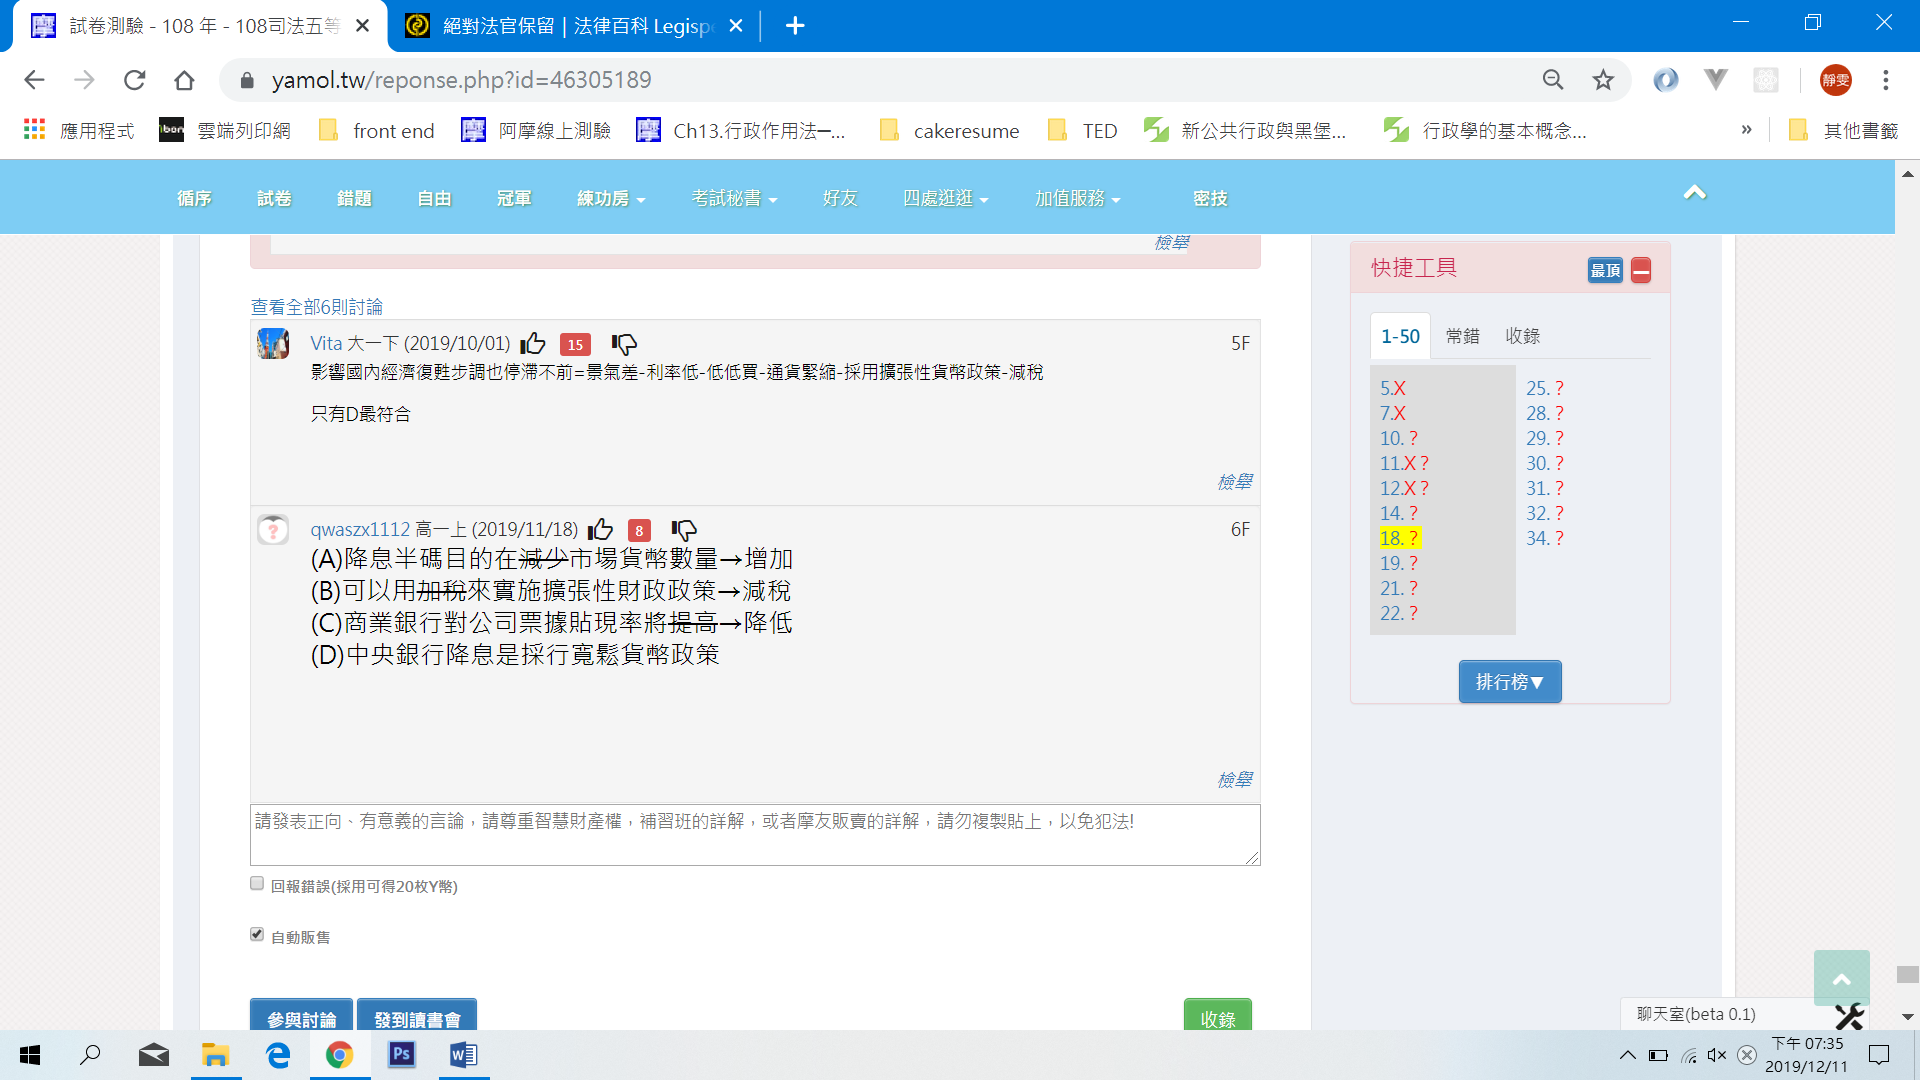 試卷測驗 - 108 年 - 108司法五等
絕對法官保留 | 法律百科 Legispe
yamol.tw/reponse.php?id=46305189
靜雯
應用程式
ibon
雲端列印網
front end
阿摩線上測驗
Ch13.行政作用法—...
cakeresume
TED
新公共行政與黑堡...
行政學的基本概念...
»
其他書籤
循序
試卷
錯題
自由
冠軍
練功房
考試秘書
好友
四處逛逛
加值服務
密技
檢舉
快捷工具
最頂
查看全部6則討論
Vita 大一下 (2019/10/01) 15
5F
影響國內經濟復甦步調也停滯不前=景氣差-利率低-低低買-通貨緊縮-採用擴張性貨幣政策-減稅
只有D最符合
檢舉
qwaszx1112 高一上 (2019/11/18) 8
6F
(A)降息半碼目的在減少市場貨幣數量→增加
(B)可以用加稅來實施擴張性財政政策→減稅
(C)商業銀行對公司票據貼現率將提高→降低
(D)中央銀行降息是採行寬鬆貨幣政策
檢舉
請發表正向、有意義的言論，請尊重智慧財產權，補習班的詳解，或者摩友販賣的詳解，請勿複製貼上，以免犯法!
回報錯誤(採用可得20枚Y幣)
自動販售
參與討論
發到讀書會
收錄
1-50
常錯
收錄
5.X
7.X
10.?
11.X?
12.X?
14.?
18.?
19.?
21.?
22.?
25.?
28.?
29.?
30.?
31.?
32.?
34.?
排行榜▼
聊天室(beta 0.1)
Ps
下午 07:35
2019/12/11